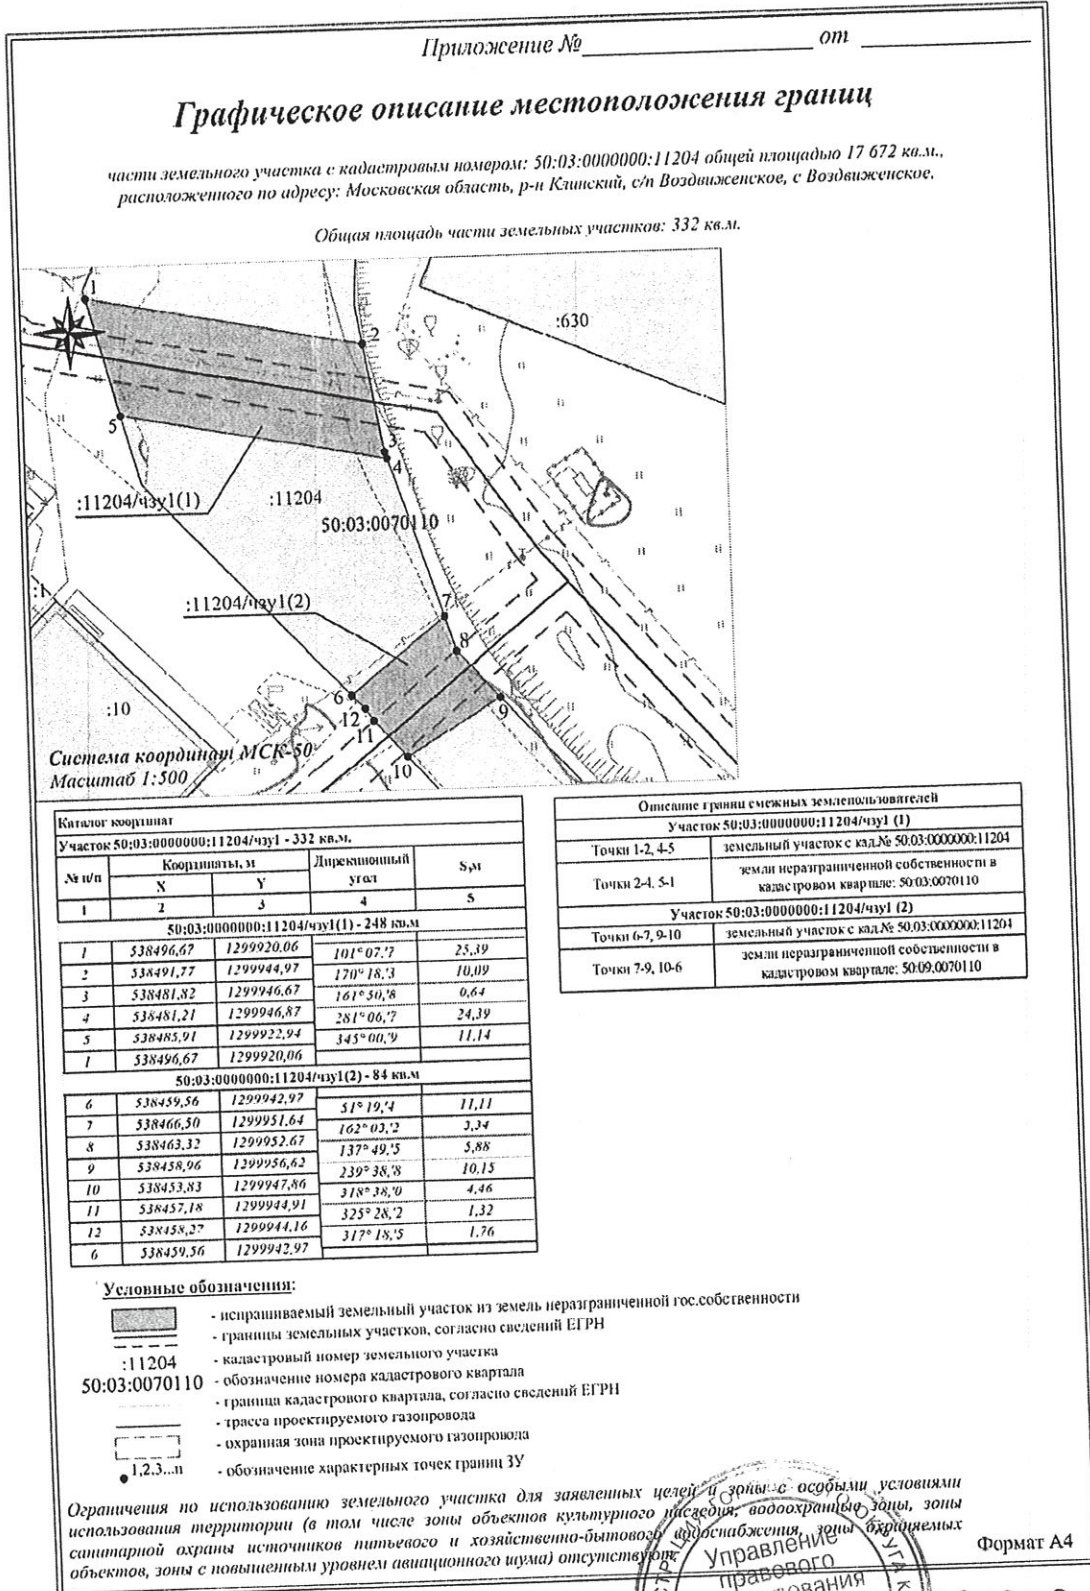 Приложение №____________________ от ______________
Графическое описание местоположения границ
части земельного участка с кадастровым номером: 50:03:0000000:11204 общей площадью 17 672 кв.м.,
расположенного по адресу: Московская область, р-н Клинский, с/п Воздвиженское, с Воздвиженское.
Общая площадь части земельных участков: 332 кв.м.
N
1
2
:630
5
3
4
:11204/чзу1(1)
:11204
50:03:0070110
:1
:11204/чзу1(2)
7
8
6
9
:10
12
11
10
Система координат МСК-50
Масштаб 1:500
Каталог координат
Участок 50:03:0000000:11204/чзу1 - 332 кв.м.
№ п/п Координаты, м Дирекционный угол S,м
X Y
1 2 3 4 5
50:03:0000000:11204/чзу1(1) - 248 кв.м
1 538496,67 1299920,06 101° 07,'7 25,39
2 538491,77 1299944,97 170° 18,'3 10,09
3 538481,82 1299946,67 161° 50,'8 0,64
4 538481,21 1299946,87 281° 06,'7 24,39
5 538485,91 1299922,94 345° 00,'9 11,14
1 538496,67 1299920,06
50:03:0000000:11204/чзу1(2) - 84 кв.м
6 538459,56 1299942,97 51° 19,'4 11,11
7 538466,50 1299951,64 162° 03,'2 3,34
8 538463,32 1299952,67 137° 49,'5 5,88
9 538458,96 1299956,62 239° 38,'8 10,15
10 538453,83 1299947,86 318° 38,'0 4,46
11 538457,18 1299944,91 325° 28,'2 1,32
12 538458,27 1299944,16 317° 18,'5 1,76
6 538459,56 1299942,97
Описание границ смежных землепользователей
Участок 50:03:0000000:11204/чзу1 (1)
Точки 1-2, 4-5 земельный участок с кад.№ 50:03:0000000:11204
Точки 2-4, 5-1 земли неразграниченной собственности в
кадастровом квартале: 50:03:0070110
Участок 50:03:0000000:11204/чзу1 (2)
Точки 6-7, 9-10 земельный участок с кад.№ 50:03:0000000:11204
Точки 7-9, 10-6 земли неразграниченной собственности в
кадастровом квартале: 50:09:0070110
Условные обозначения:
- испрашиваемый земельный участок из земель неразграниченной гос.собственности
- границы земельных участков, согласно сведений ЕГРН
:11204 - кадастровый номер земельного участка
50:03:0070110 - обозначение номера кадастрового квартала
- граница кадастрового квартала, согласно сведений ЕГРН
- трасса проектируемого газопровода
- охранная зона проектируемого газопровода
1,2,3...п - обозначение характерных точек границ ЗУ
Ограничения по использованию земельного участка для заявленных целей и зоны с особыми условиями
использования территории (в том числе зоны объектов культурного наследия, водоохранные зоны, зоны
санитарной охраны источников питьевого и хозяйственно-бытового водоснабжения, зоны охраняемых
объектов, зоны с повышенным уровнем авиационного шума) отсутствуют.
Формат А4
Управление
правового